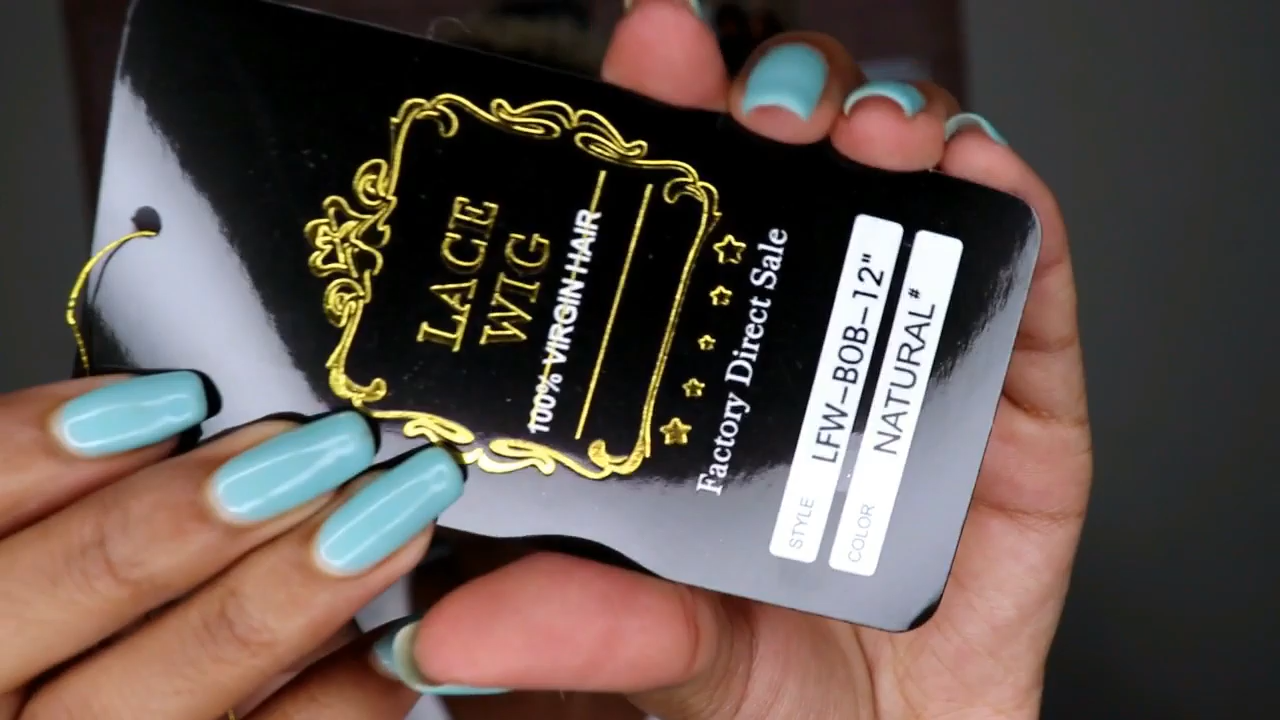 LACE
WIG
100% VIRGIN HAIR
Factory Direct Sale
STYLE LFW-BOB-12"
COLOR NATURAL#